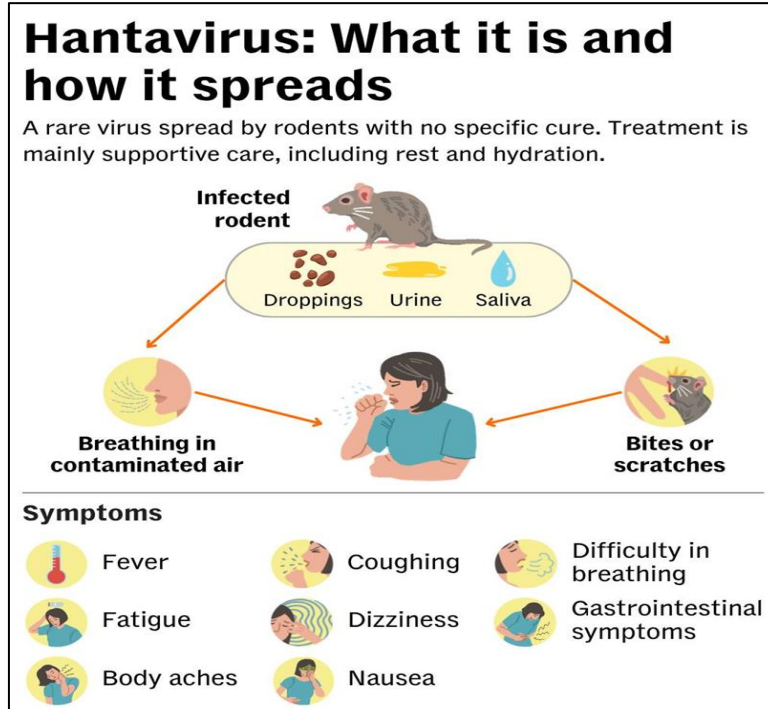 Hantavirus: What it is and
how it spreads
A rare virus spread by rodents with no specific cure. Treatment is
mainly supportive care, including rest and hydration.
Infected
rodent
Droppings
Urine
Saliva
Breathing in
contaminated air
Bites or
scratches
Symptoms
Fever
Coughing
Difficulty in
breathing
Fatigue
Dizziness
Gastrointestinal
symptoms
Body aches
Nausea